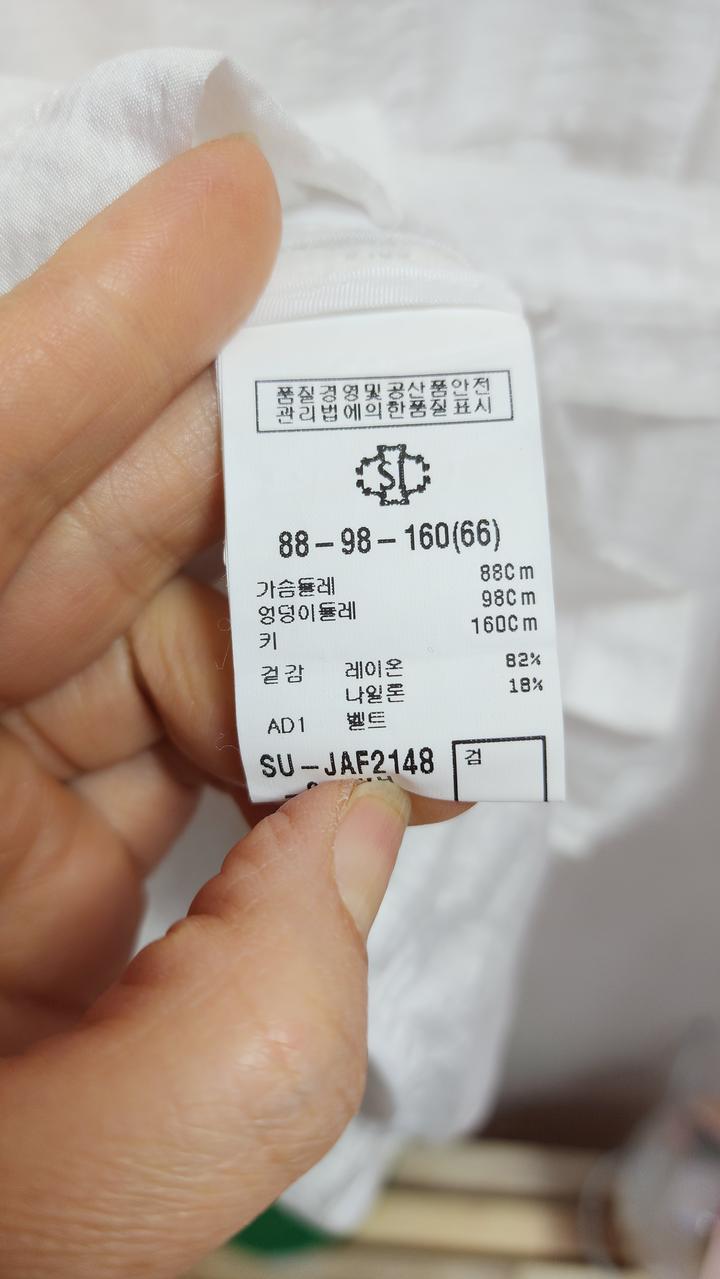 품질경영및공산품안전
관리법에의한품질표시
SI
88-98-160(66)
가슴둘레 88Cm
엉덩이둘레 98Cm
키 160Cm
겉감 레이온 82%
나일론 18%
AD1 벨트
SU-JAF2148
검